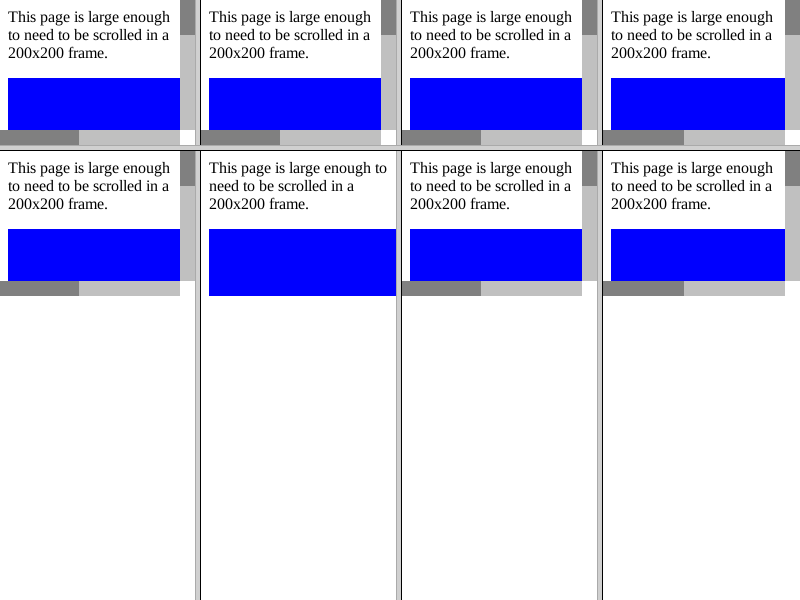 This page is large enough
to need to be scrolled in a
200x200 frame.
This page is large enough
to need to be scrolled in a
200x200 frame.
This page is large enough
to need to be scrolled in a
200x200 frame.
This page is large enough
to need to be scrolled in a
200x200 frame.
This page is large enough
to need to be scrolled in a
200x200 frame.
This page is large enough to
need to be scrolled in a
200x200 frame.
This page is large enough
to need to be scrolled in a
200x200 frame.
This page is large enough
to need to be scrolled in a
200x200 frame.